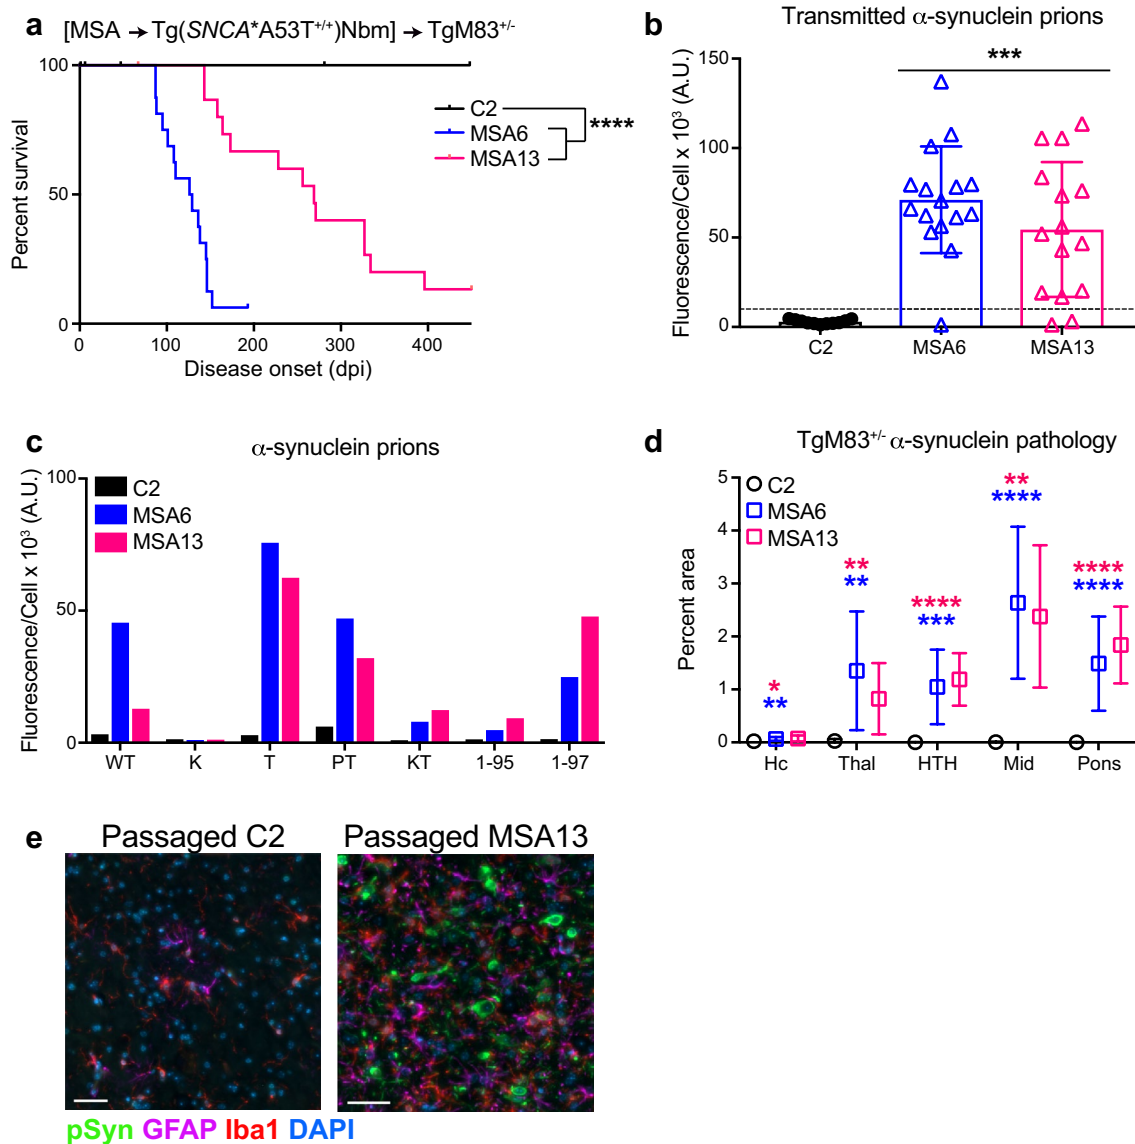 a
[MSA → Tg(SNCA*A53T+/+)Nbm] → TgM83+/-
Percent survival
100
50
0
0 100 200 300 400
Disease onset (dpi)
C2
MSA6
MSA13
****
b
Transmitted α-synuclein prions
Fluorescence/Cell x 10³ (A.U.)
150
100
50
0
***
C2 MSA6 MSA13
c
α-synuclein prions
Fluorescence/Cell x 10³ (A.U.)
100
50
0
C2
MSA6
MSA13
WT K T PT KT 1-95 1-97
d
TgM83+/- α-synuclein pathology
Percent area
5
4
3
2
1
0
C2
MSA6
MSA13
*
**
**
**
****
***
**
****
****
****
Hc Thal HTH Mid Pons
e
Passaged C2 Passaged MSA13
pSyn GFAP Iba1 DAPI